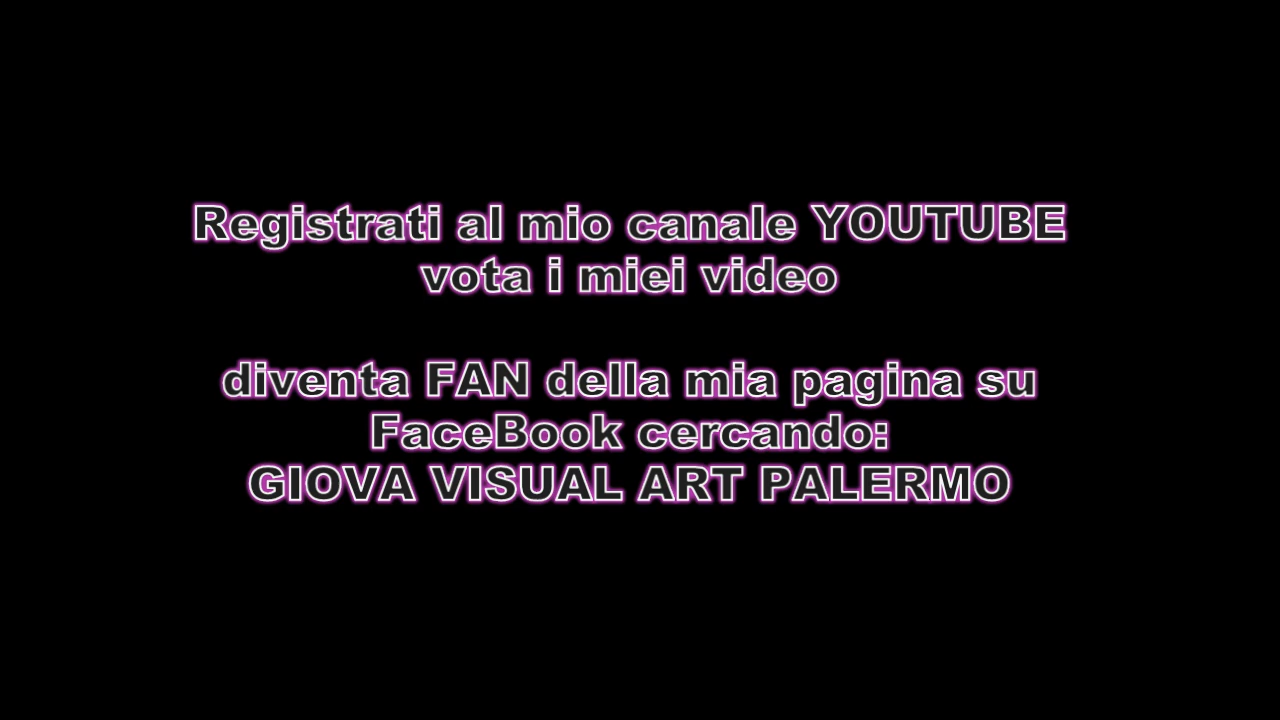 Registrati al mio canale YOUTUBE
vota i miei video
diventa FAN della mia pagina su
FaceBook cercando:
GIOVA VISUAL ART PALERMO